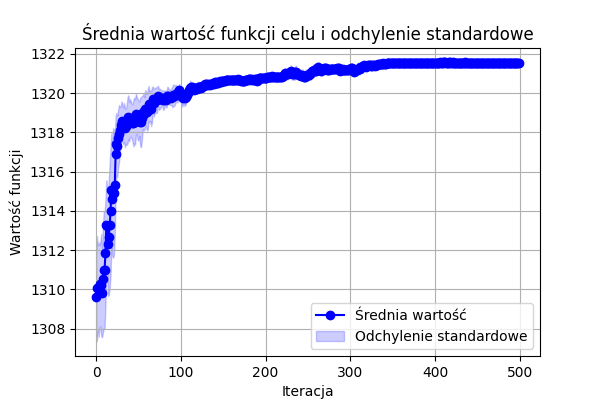 Średnia wartość funkcji celu i odchylenie standardowe
Wartość funkcji
1322
1320
1318
1316
1314
1312
1310
1308
0 100 200 300 400 500
Iteracja
Średnia wartość
Odchylenie standardowe